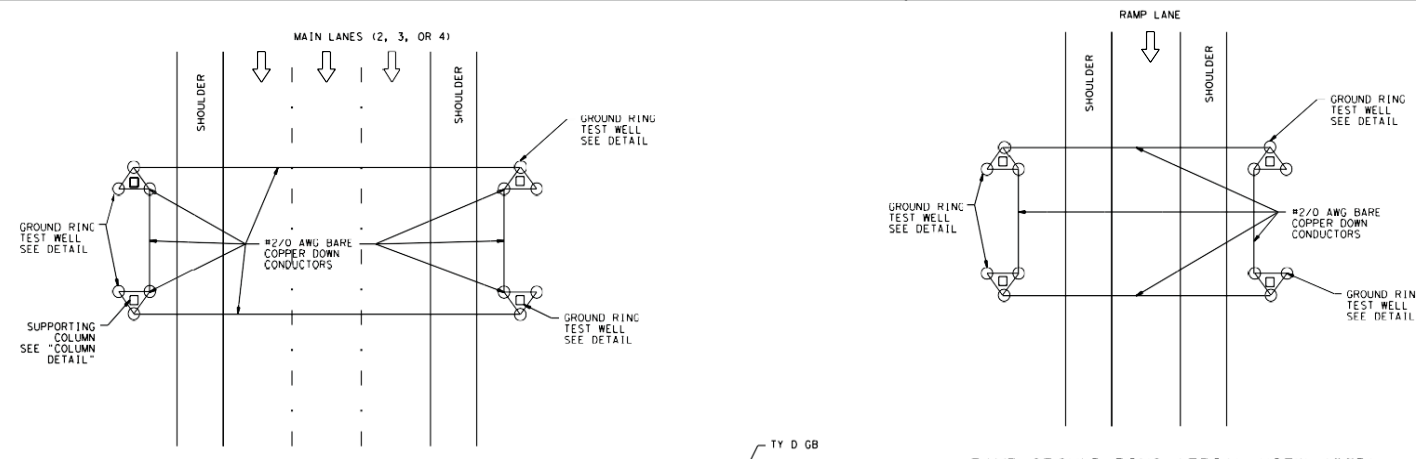 MAIN LANES (2, 3, OR 4)
SHOULDER
SHOULDER
GROUND RING
TEST WELL
SEE DETAIL
GROUND RING
TEST WELL
SEE DETAIL
#2/0 AWG BARE
COPPER DOWN
CONDUCTORS
SUPPORTING
COLUMN
SEE "COLUMN
DETAIL"
GROUND RING
TEST WELL
SEE DETAIL
TY D GB
RAMP LANE
SHOULDER
SHOULDER
GROUND RING
TEST WELL
SEE DETAIL
GROUND RING
TEST WELL
SEE DETAIL
#2/0 AWG BARE
COPPER DOWN
CONDUCTORS
GROUND RIN
TEST WELL
SEE DETAIL